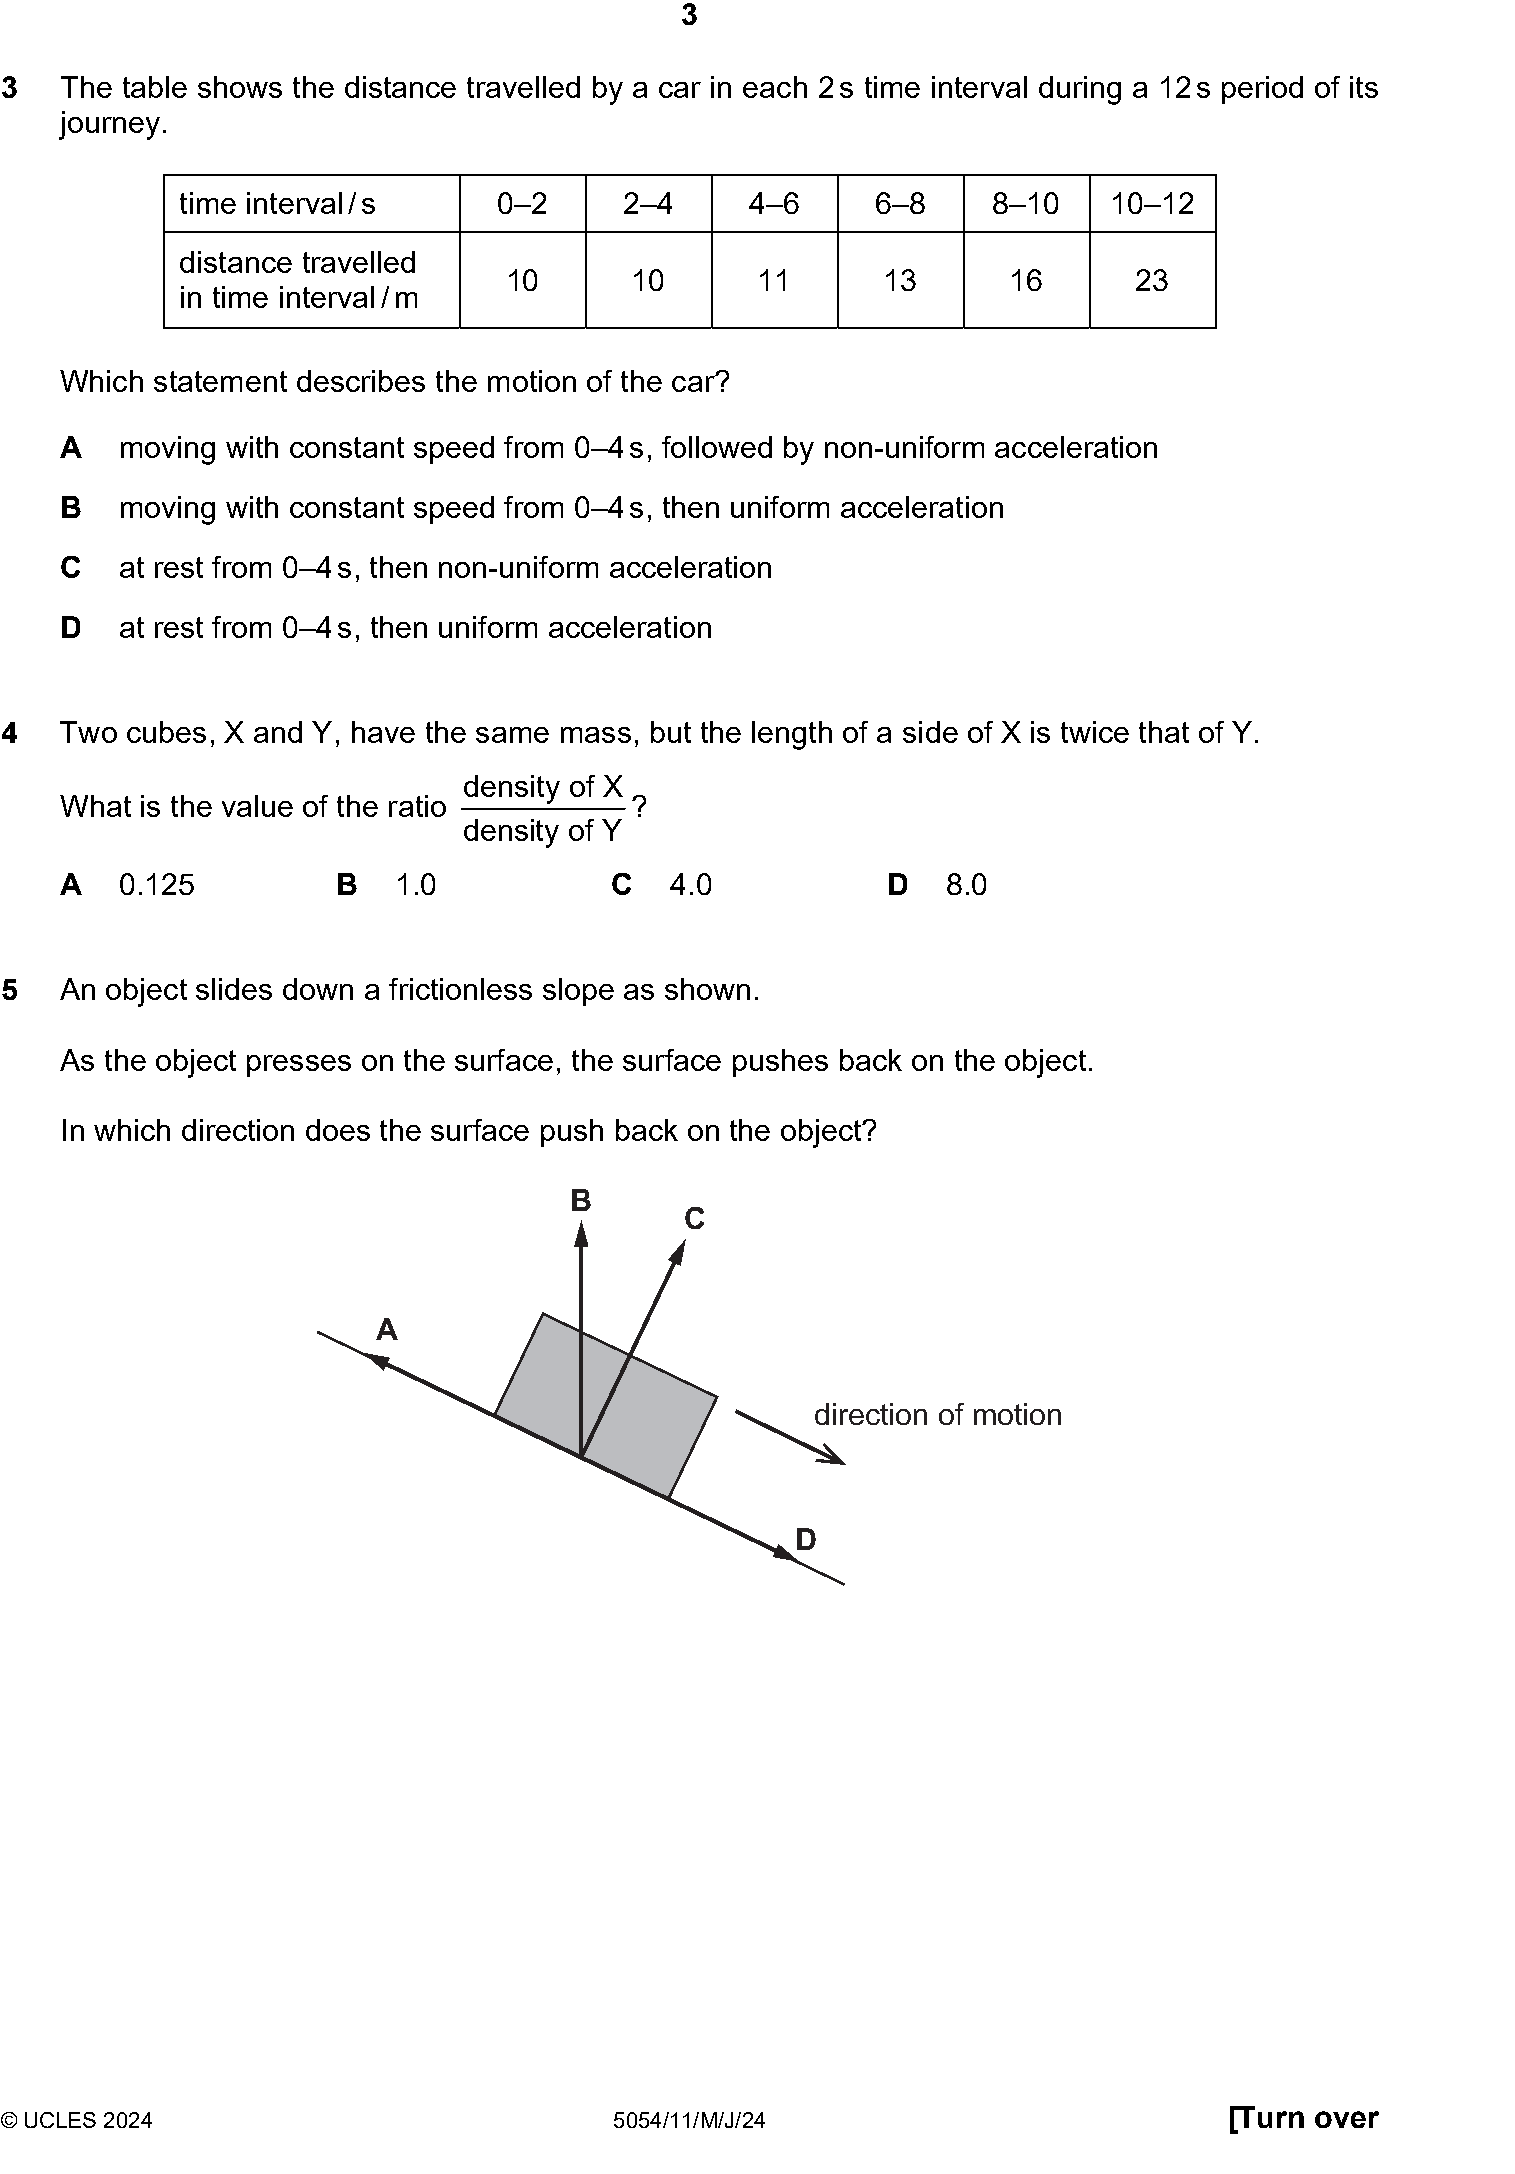 3
3 The table shows the distance travelled by a car in each 2 s time interval during a 12 s period of its
journey.
time interval / s 0–2 2–4 4–6 6–8 8–10 10–12
distance travelled
in time interval / m 10 10 11 13 16 23
Which statement describes the motion of the car?
A moving with constant speed from 0–4 s, followed by non-uniform acceleration
B moving with constant speed from 0–4 s, then uniform acceleration
C at rest from 0–4 s, then non-uniform acceleration
D at rest from 0–4 s, then uniform acceleration
4 Two cubes, X and Y, have the same mass, but the length of a side of X is twice that of Y.
What is the value of the ratio density of X / density of Y ?
A 0.125 B 1.0 C 4.0 D 8.0
5 An object slides down a frictionless slope as shown.
As the object presses on the surface, the surface pushes back on the object.
In which direction does the surface push back on the object?
B
C
A
direction of motion
D
© UCLES 2024 5054/11/M/J/24 [Turn over